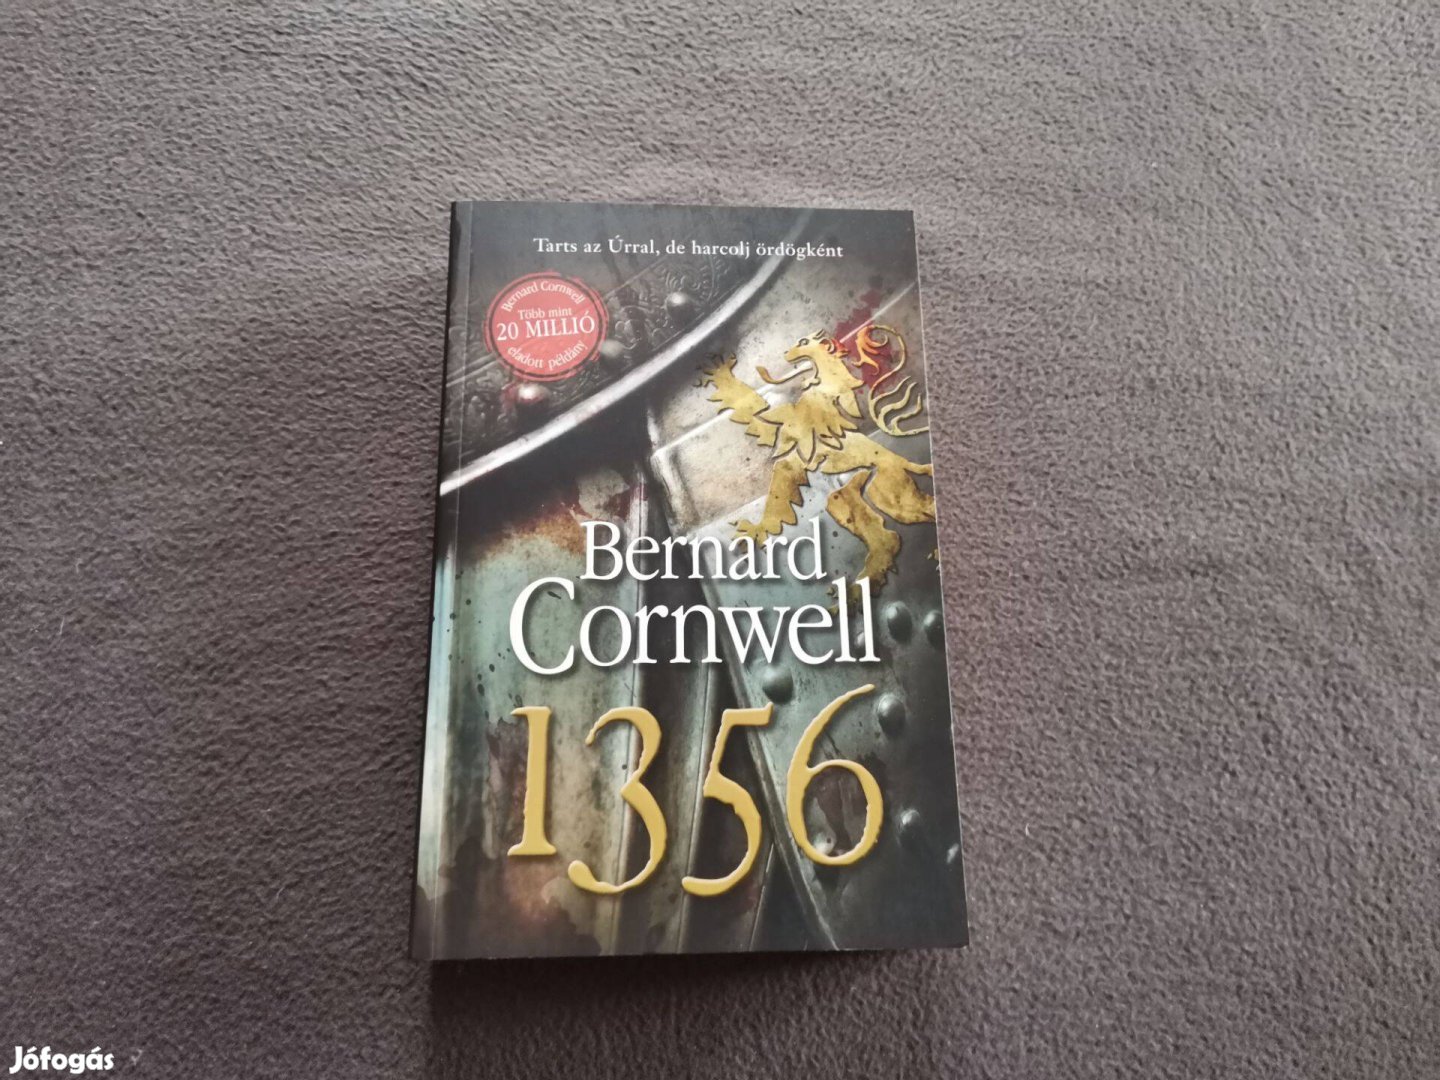 Tarts az Úrral, de harcolj ördögként
Bernard Cornwell
Több mint
20 MILLIÓ
eladott példány
Bernard
Cornwell
1356
Jófogás